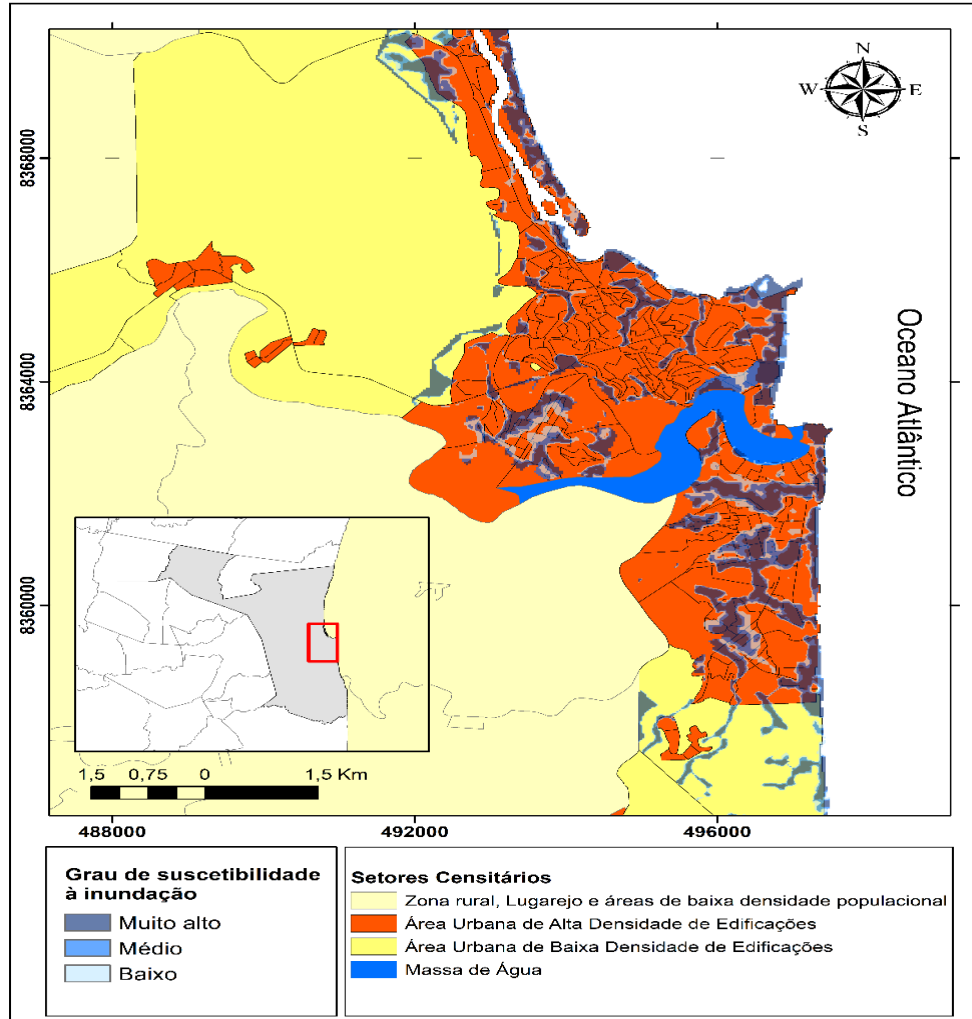 N
W E
S
8368000
8364000
8360000
Oceano Atlântico
1,5 0,75 0 1,5 Km
488000 492000 496000
Grau de suscetibilidade
à inundação
Muito alto
Médio
Baixo
Setores Censitários
Zona rural, Lugarejo e áreas de baixa densidade populacional
Área Urbana de Alta Densidade de Edificações
Área Urbana de Baixa Densidade de Edificações
Massa de Água